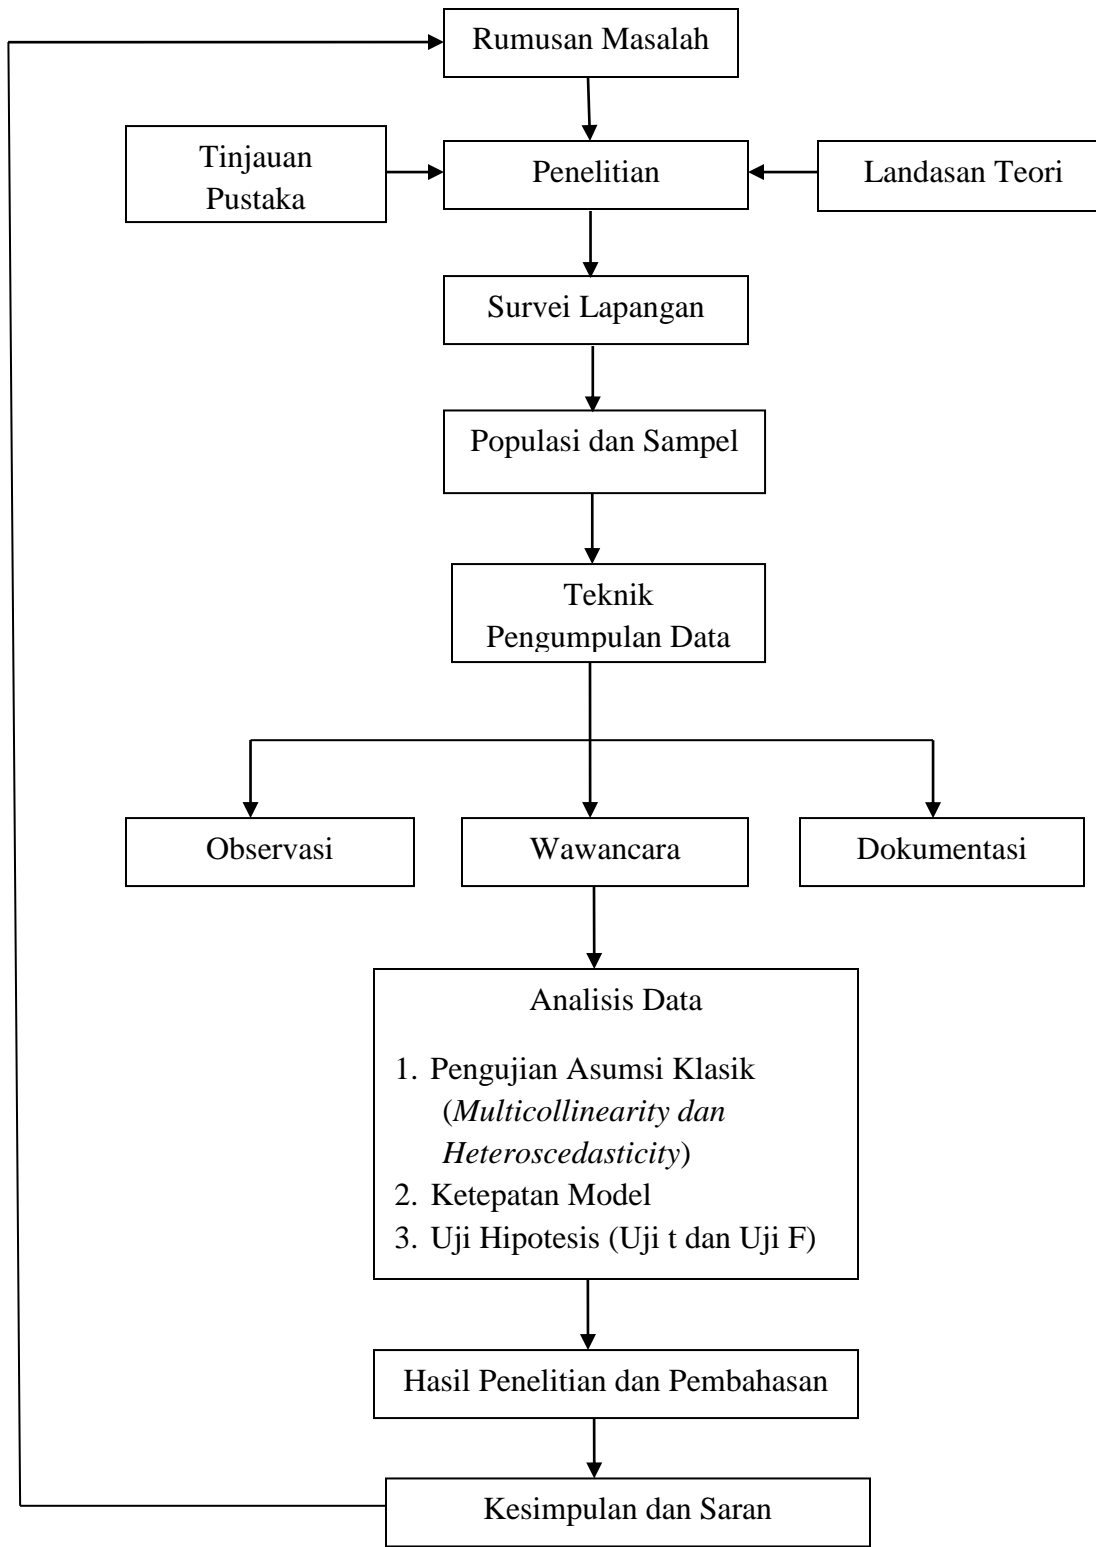 Rumusan Masalah
Tinjauan
Pustaka
Penelitian
Landasan Teori
Survei Lapangan
Populasi dan Sampel
Teknik
Pengumpulan Data
Observasi
Wawancara
Dokumentasi
Analisis Data
1. Pengujian Asumsi Klasik
(Multicollinearity dan
Heteroscedasticity)
2. Ketepatan Model
3. Uji Hipotesis (Uji t dan Uji F)
Hasil Penelitian dan Pembahasan
Kesimpulan dan Saran